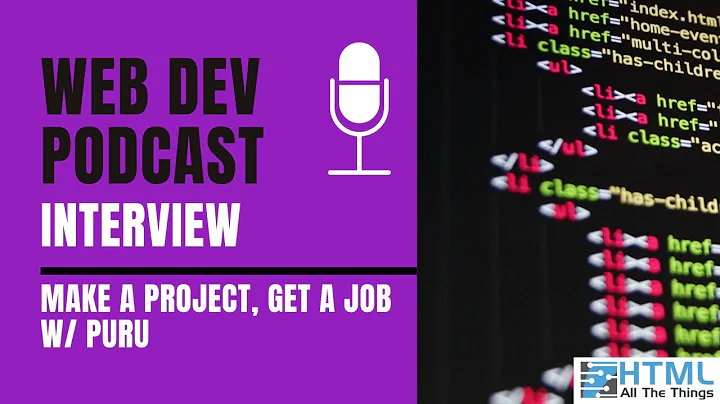 WEB DEV
PODCAST
INTERVIEW
MAKE A PROJECT, GET A JOB
W/ PURU
href="index.html
<li><a href="home-event
<li><a href="multi-col
<li class="has-childre
<ul>
<li><a href="
<li><a href="
<li class="ac
</ul>
</li>
<li class="has-child
<ul>
<li><a href
<li><a href=
<li><a href=
<li><a href=
<li><a href=
<li><a href
HTML
All The Things